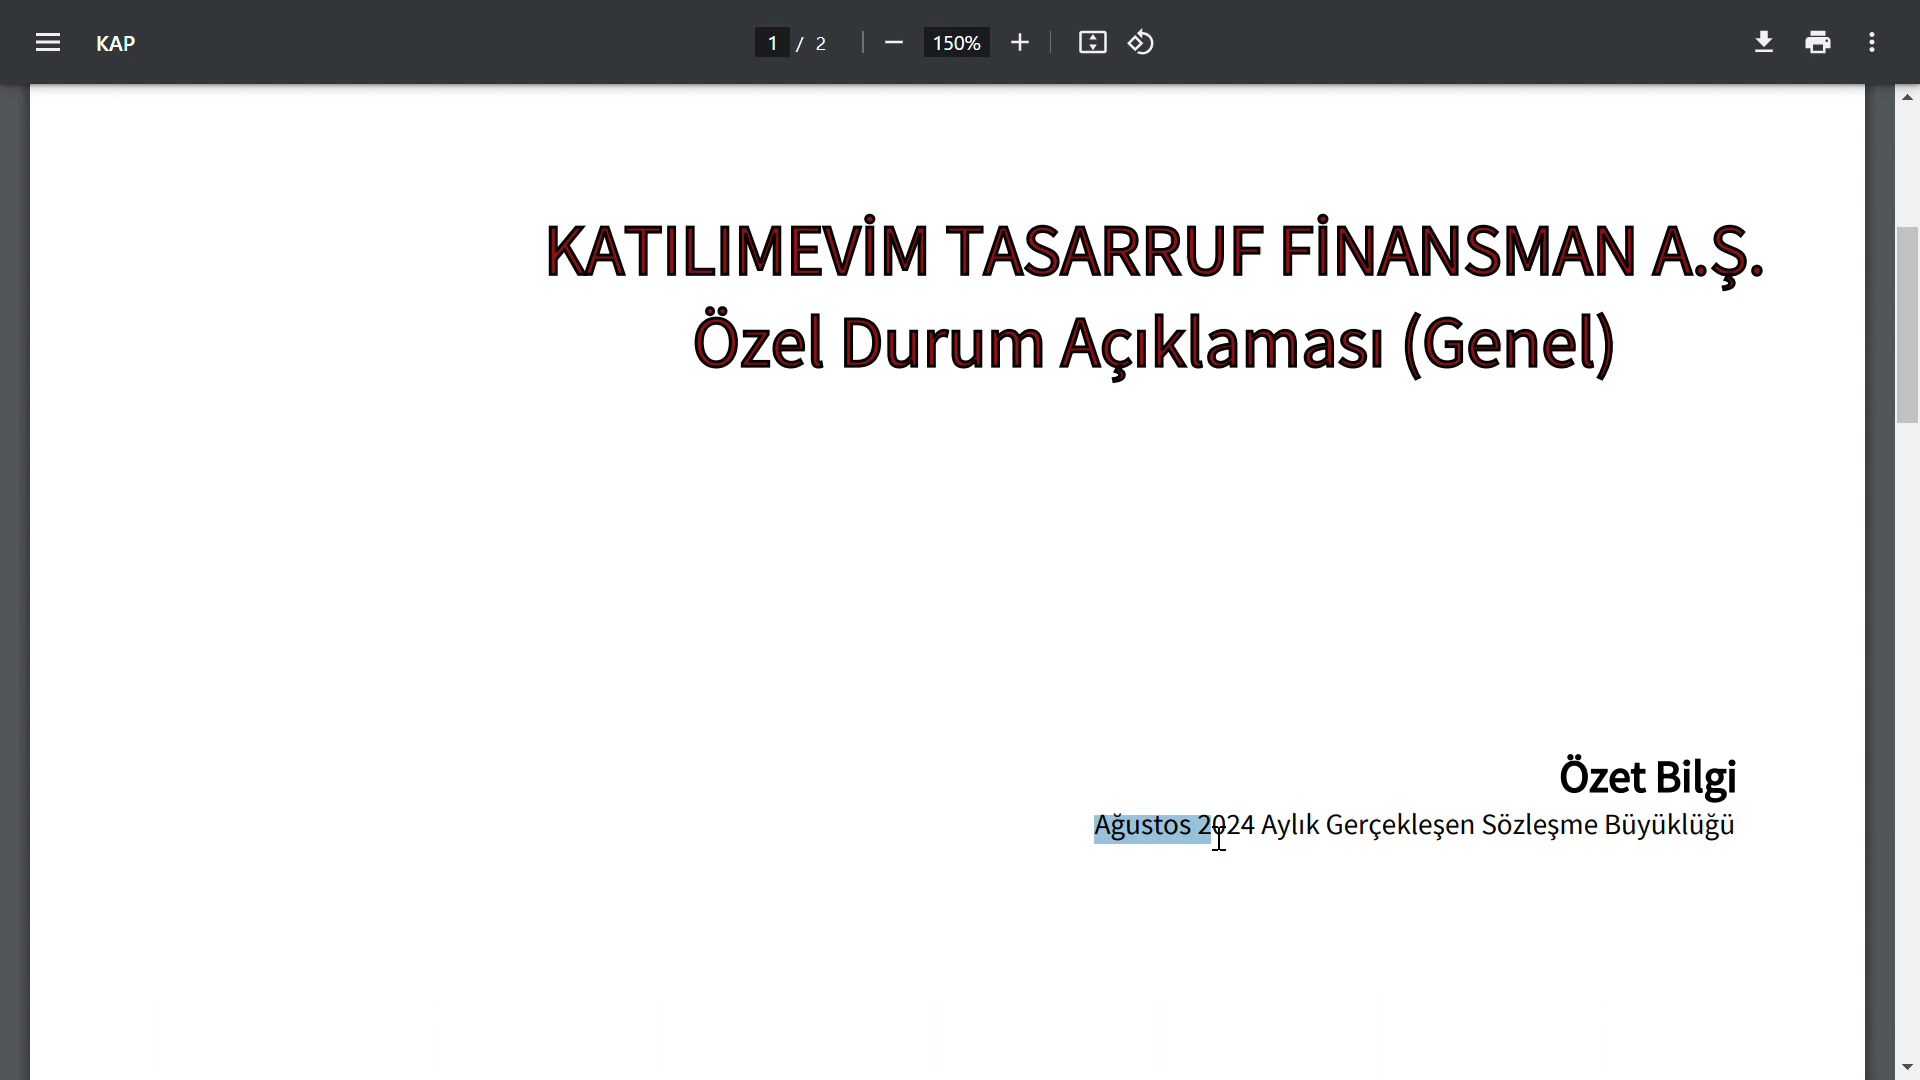 KAP
1 / 2
150%
KATILIMEVİM TASARRUF FİNANSMAN A.Ş.
Özel Durum Açıklaması (Genel)
Özet Bilgi
Ağustos 2024 Aylık Gerçekleşen Sözleşme Büyüklüğü